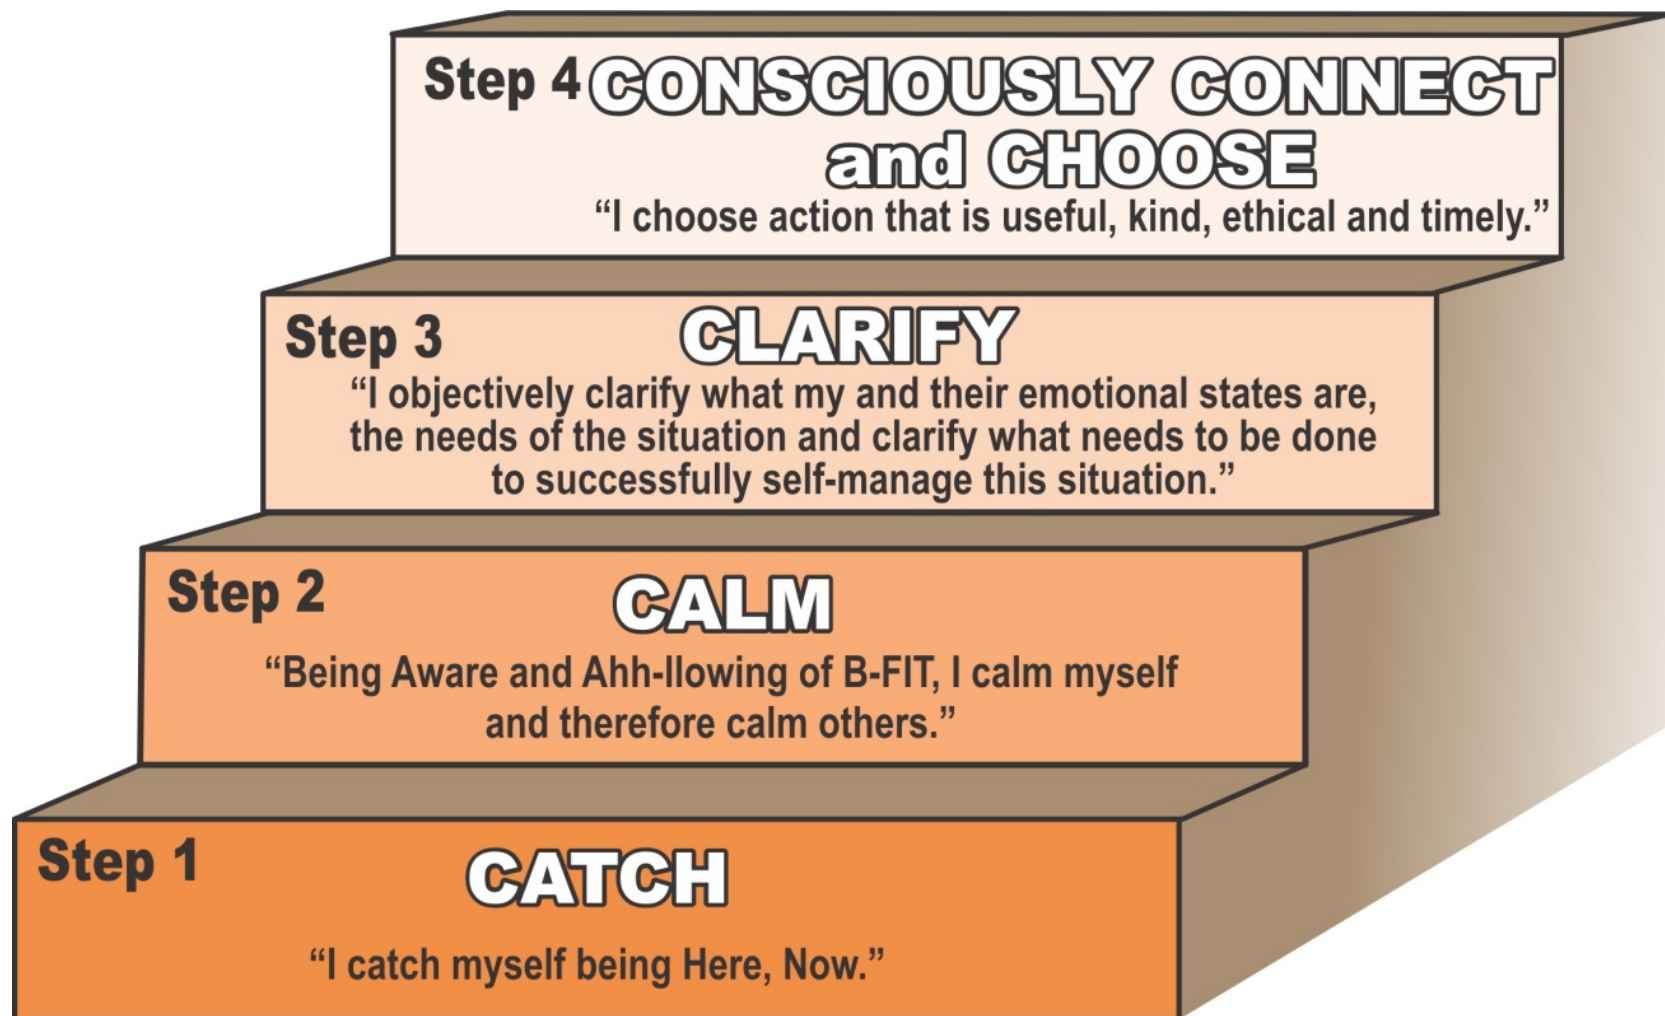 Step 4 CONSCIOUSLY CONNECT
and CHOOSE
“I choose action that is useful, kind, ethical and timely.”
Step 3 CLARIFY
“I objectively clarify what my and their emotional states are,
the needs of the situation and clarify what needs to be done
to successfully self-manage this situation.”
Step 2 CALM
“Being Aware and Ahh-llowing of B-FIT, I calm myself
and therefore calm others.”
Step 1 CATCH
“I catch myself being Here, Now.”